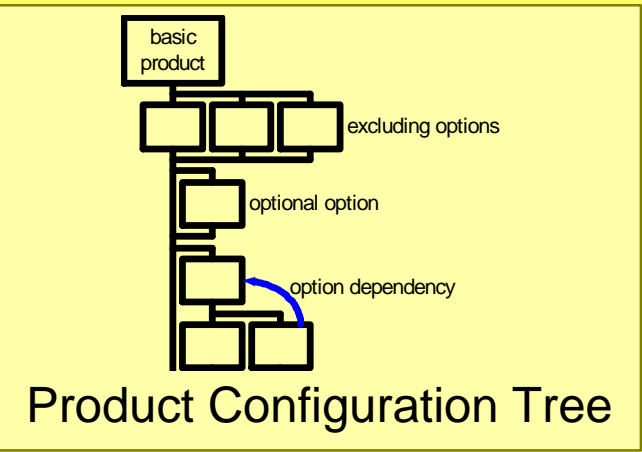 basic
product
excluding options
optional option
option dependency
Product Configuration Tree